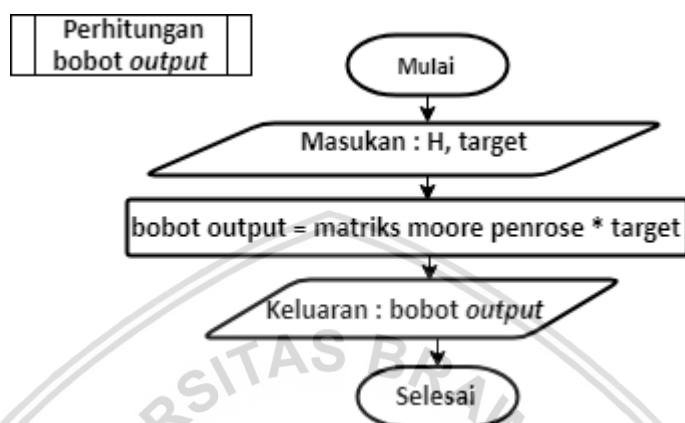 Perhitungan
bobot output
Mulai
Masukan : H, target
bobot output = matriks moore penrose * target
Keluaran : bobot output
Selesai